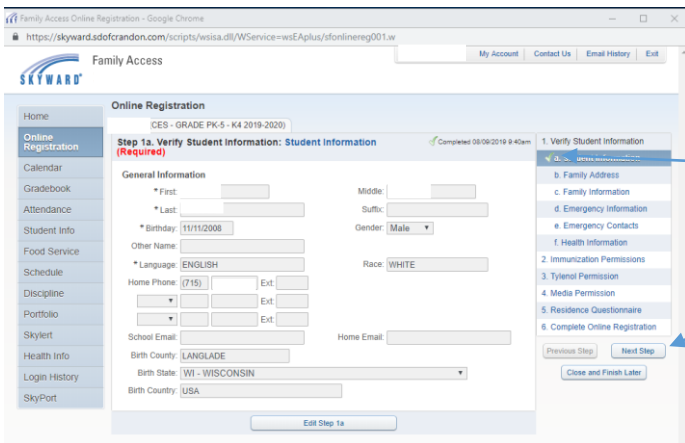 Family Access Online Registration - Google Chrome
https://skyward.sdofcrandon.com/scripts/wsisa.dll/WService=wsEAplus/sfonlinereg001.w
SKYWARD®
Family Access
My Account
Contact Us
Email History
Exit
Home
Online
Registration
Calendar
Gradebook
Attendance
Student Info
Food Service
Schedule
Discipline
Portfolio
Skylert
Health Info
Login History
SkyPort
Online Registration
CES - GRADE PK-5 - K4 2019-2020)
Step 1a. Verify Student Information: Student Information
(Required)
Completed 08/09/2019 9:40am
General Information
* First:
Middle:
* Last:
Suffix:
* Birthday: 11/11/2008
Gender: Male
Other Name:
* Language: ENGLISH
Race: WHITE
Home Phone: (715)
Ext:
Ext:
Ext:
School Email:
Home Email:
Birth County: LANGLADE
Birth State: WI - WISCONSIN
Birth Country: USA
Edit Step 1a
1. Verify Student Information
a. Student Information
b. Family Address
c. Family Information
d. Emergency Information
e. Emergency Contacts
f. Health Information
2. Immunization Permissions
3. Tylenol Permission
4. Media Permission
5. Residence Questionnaire
6. Complete Online Registration
Previous Step
Next Step
Close and Finish Later